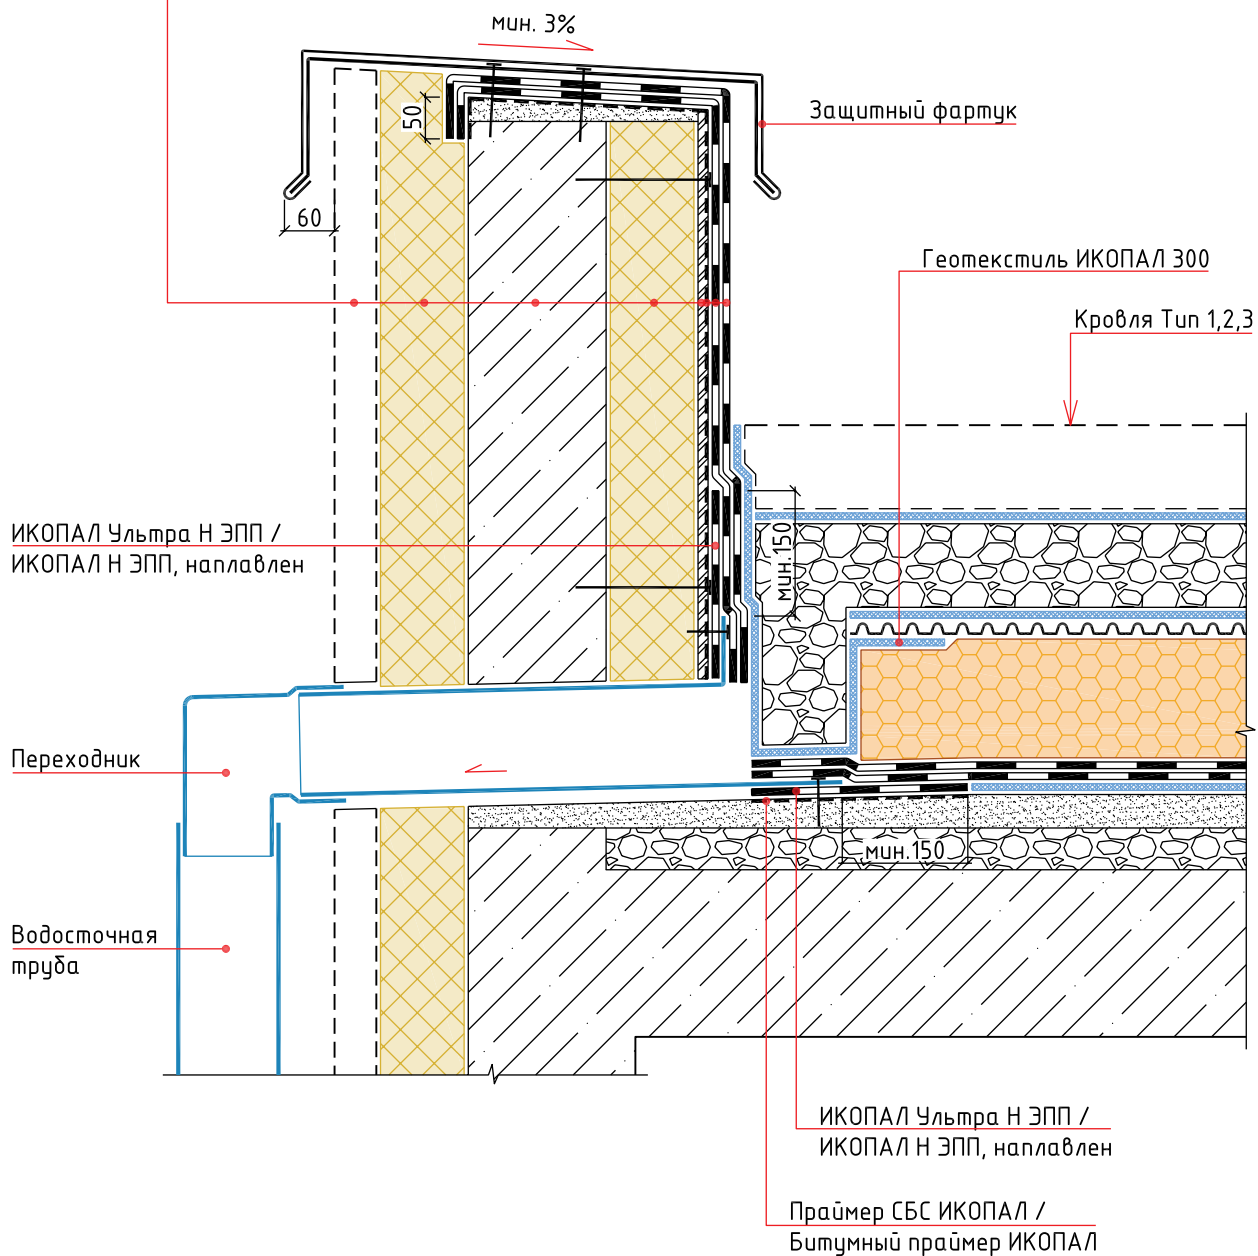 мин. 3%
Защитный фартук
50
60
Геотекстиль ИКОПАЛ 300
Кровля Тип 1,2,3
ИКОПАЛ Ультра Н ЭПП /
ИКОПАЛ Н ЭПП, наплавлен
мин.150
Переходник
мин.150
Водосточная
труба
ИКОПАЛ Ультра Н ЭПП /
ИКОПАЛ Н ЭПП, наплавлен
Праймер СБС ИКОПАЛ /
Битумный праймер ИКОПАЛ